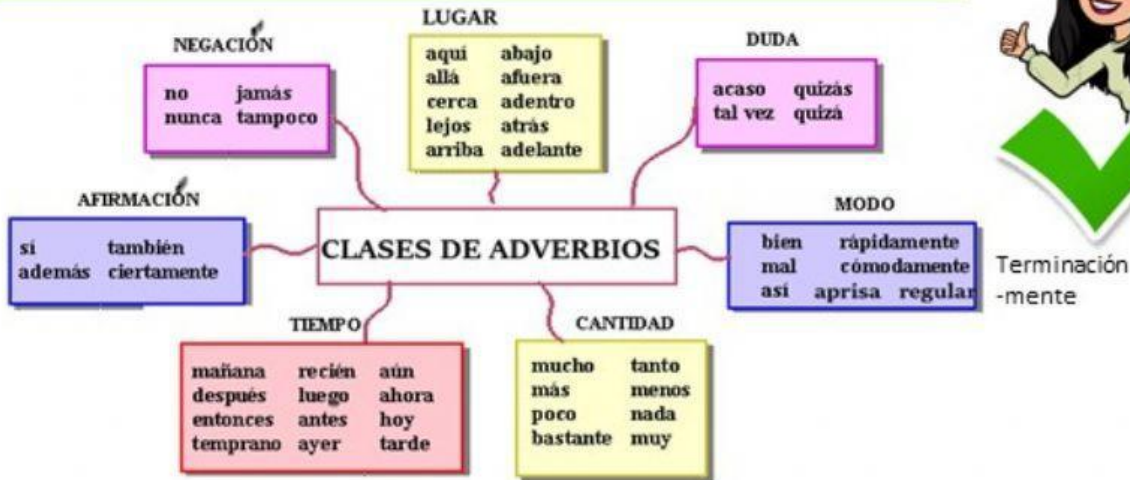 LUGAR
aquí abajo
allá afuera
cerca adentro
lejos atrás
arriba adelante
NEGACIÓN
no jamás
nunca tampoco
DUDA
acaso quizás
tal vez quizá
AFIRMACIÓN
sí también
además ciertamente
CLASES DE ADVERBIOS
MODO
bien rápidamente
mal cómodamente
así aprisa regular
Terminación
-mente
TIEMPO
mañana recién aún
después luego ahora
entonces antes hoy
temprano ayer tarde
CANTIDAD
mucho tanto
más menos
poco nada
bastante muy